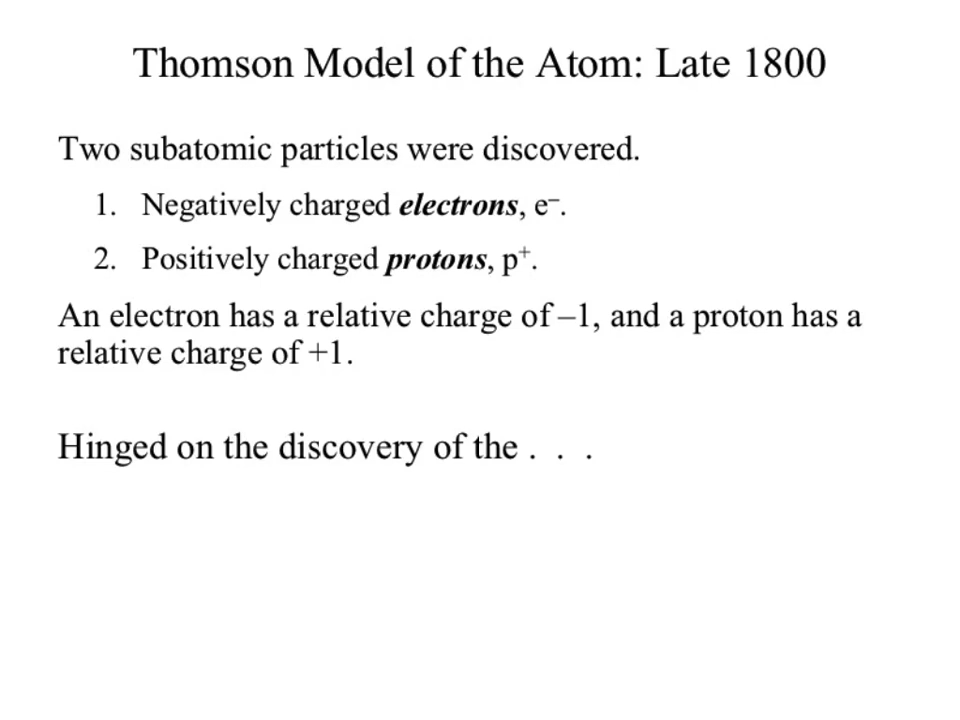 Thomson Model of the Atom: Late 1800
Two subatomic particles were discovered.
1. Negatively charged electrons, e⁻.
2. Positively charged protons, p⁺.
An electron has a relative charge of –1, and a proton has a
relative charge of +1.
Hinged on the discovery of the . . .